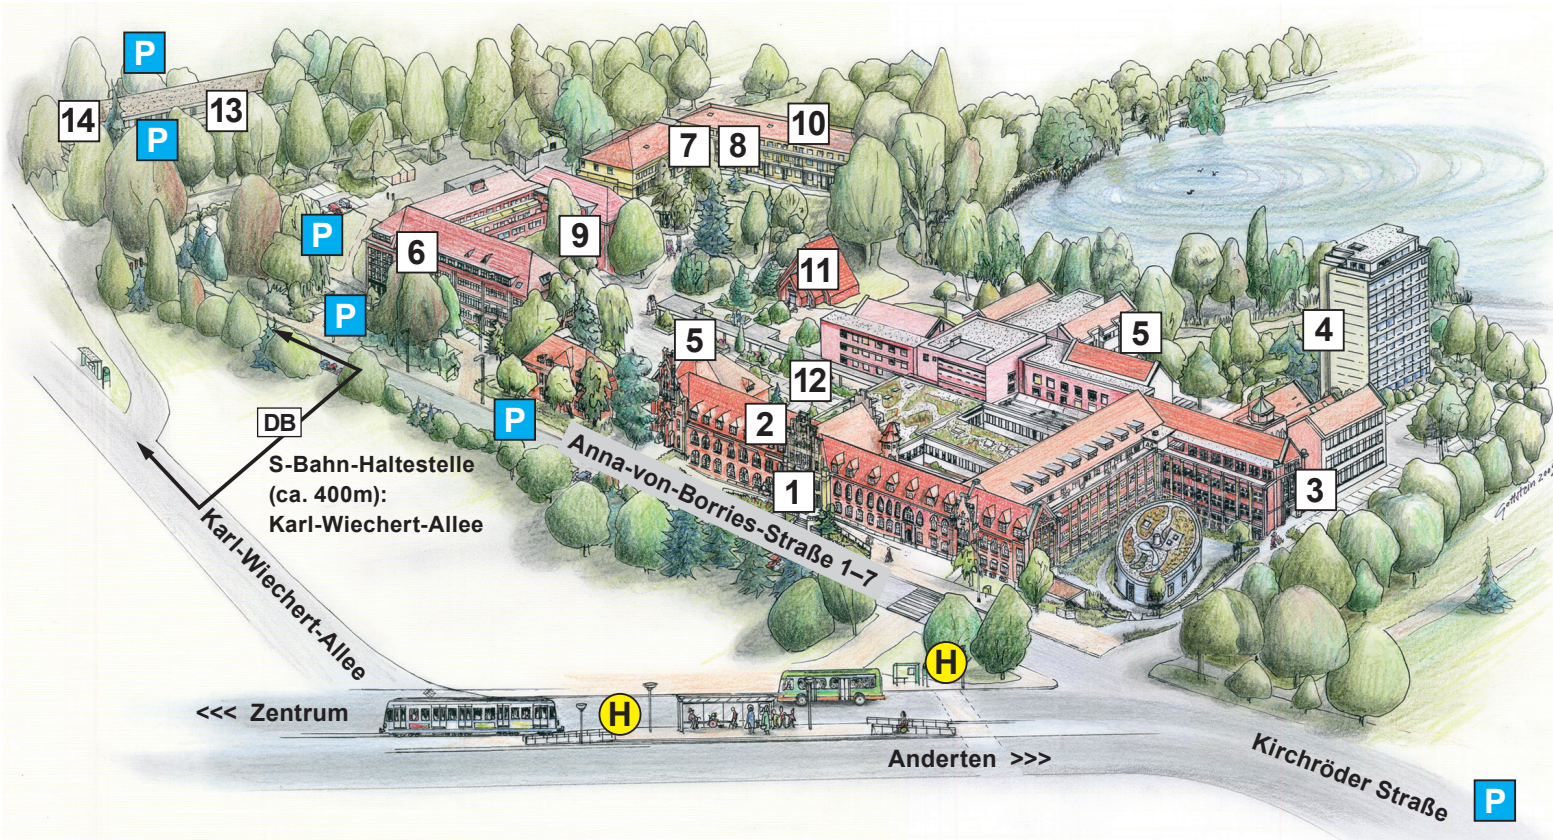 P
14
13
P
7
8
10
P
6
9
11
P
5
5
4
12
P
2
DB
S-Bahn-Haltestelle
(ca. 400m):
Karl-Wiechert-Allee
1
3
Anna-von-Borries-Straße 1–7
Gottstein
Karl-Wiechert-Allee
H
<<< Zentrum
H
Anderten >>>
Kirchröder Straße
P